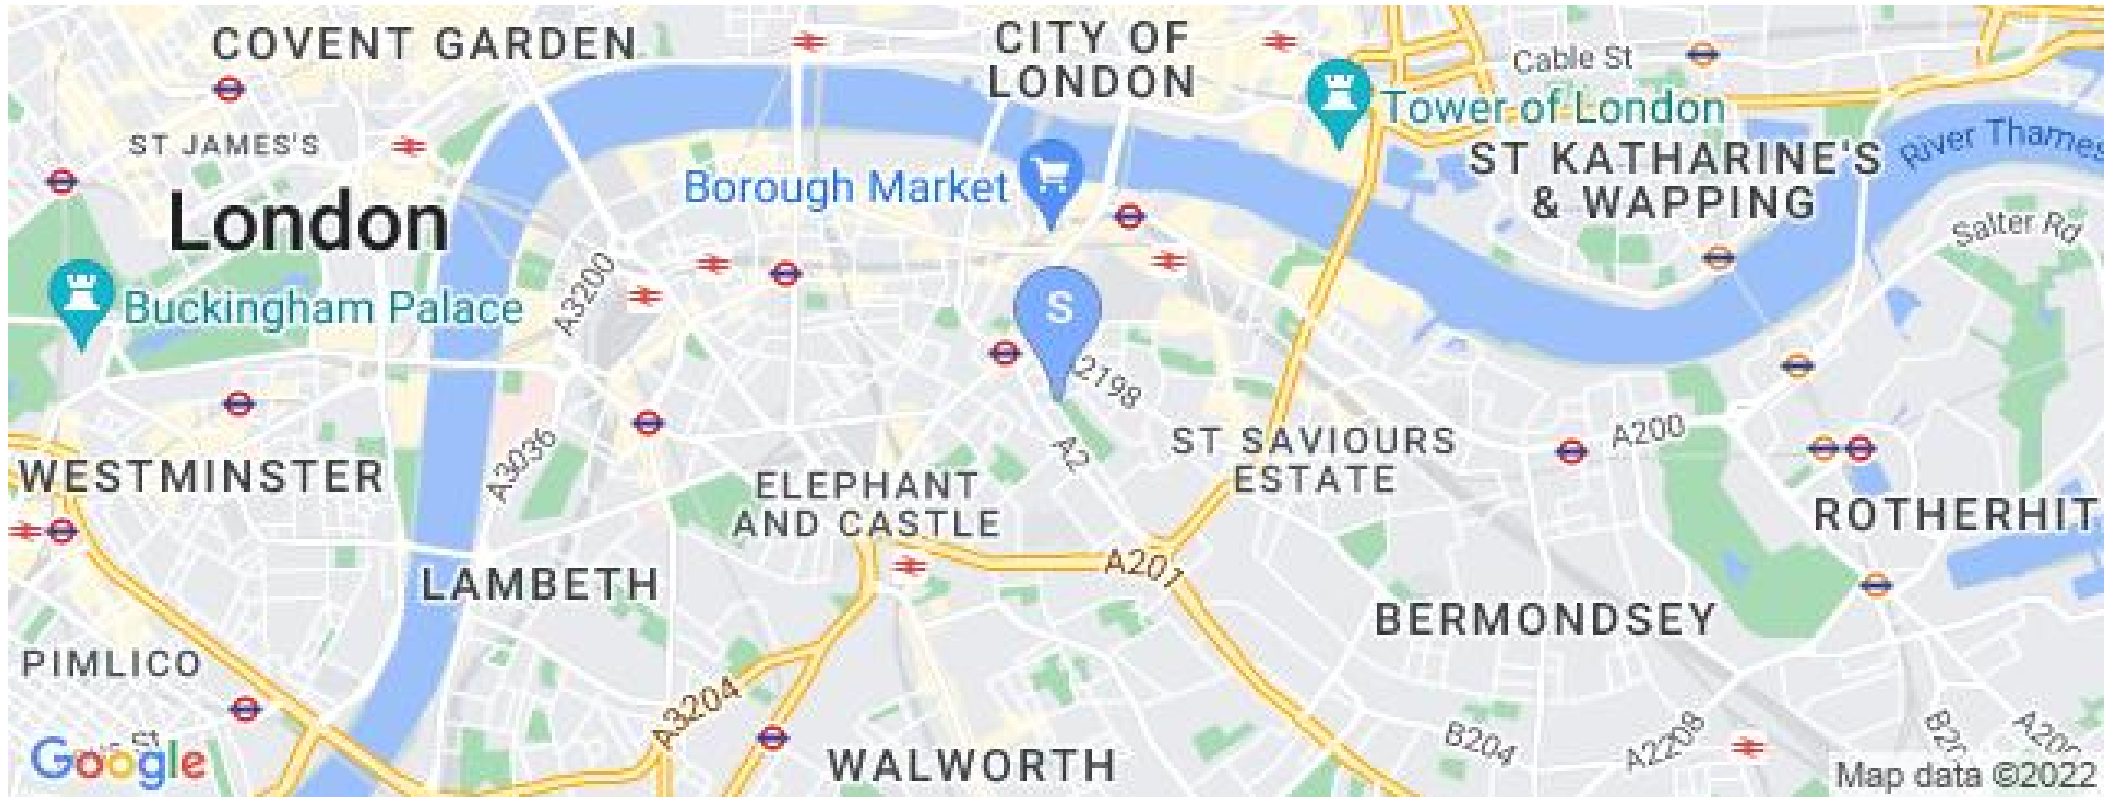 COVENT GARDEN
CITY OF
LONDON
Cable St
Tower of London
ST JAMES'S
ST KATHARINE'S
& WAPPING
River Thames
Borough Market
London
Salter Rd
A3200
Buckingham Palace
S
2198
A200
A2
ST SAVIOURS
ESTATE
A3036
WESTMINSTER
ELEPHANT
AND CASTLE
ROTHERHIT
A201
LAMBETH
BERMONDSEY
PIMLICO
A3204
B204
A2208
WALWORTH
St
Google
Map data ©2022